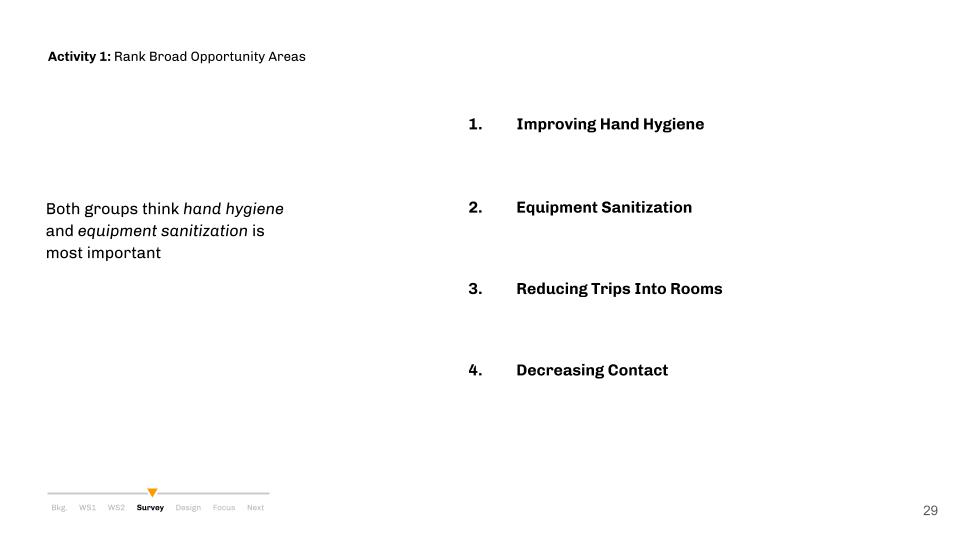 Activity 1: Rank Broad Opportunity Areas
Both groups think hand hygiene
and equipment sanitization is
most important
1. Improving Hand Hygiene
2. Equipment Sanitization
3. Reducing Trips Into Rooms
4. Decreasing Contact
Bkg. WS1 WS2 Survey Design Focus Next
29